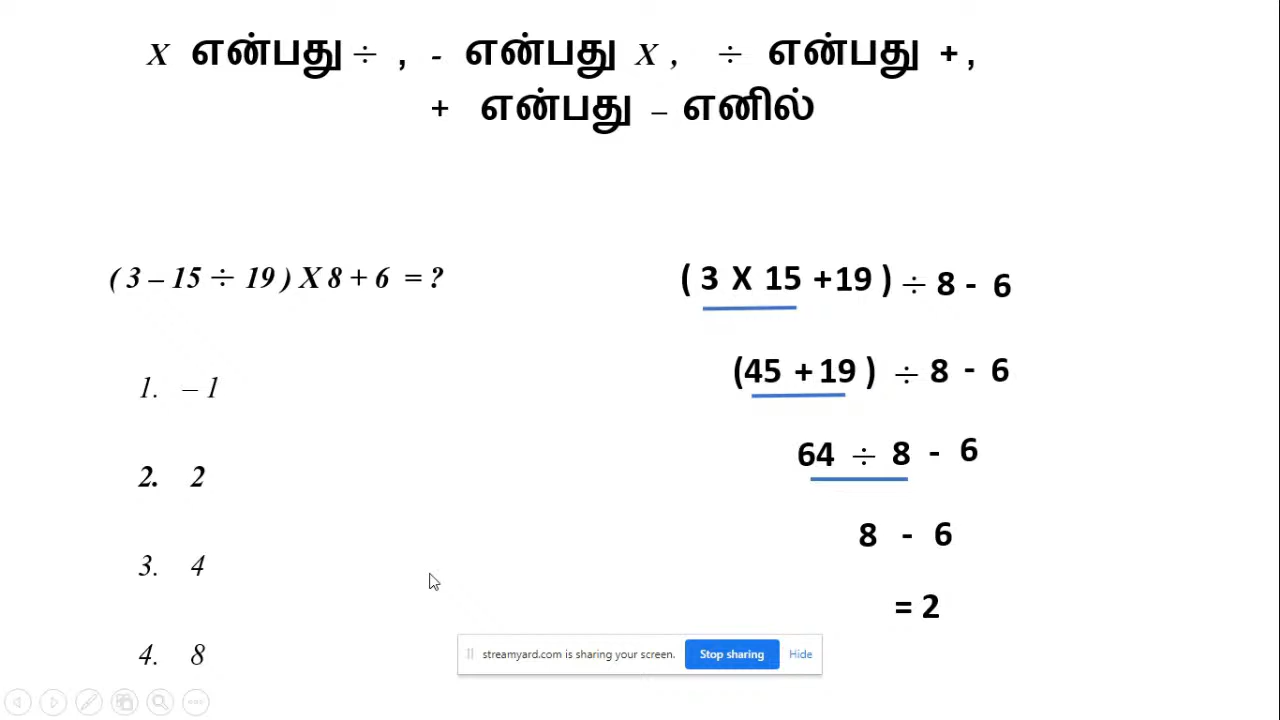 X என்பது ÷ , - என்பது X , ÷ என்பது + ,
+ என்பது – எனில்
( 3 – 15 ÷ 19 ) X 8 + 6 = ?
1. – 1
2. 2
3. 4
4. 8
( 3 X 15 + 19 ) ÷ 8 - 6
(45 + 19 ) ÷ 8 - 6
64 ÷ 8 - 6
8 - 6
= 2
streamyard.com is sharing your screen. Stop sharing Hide